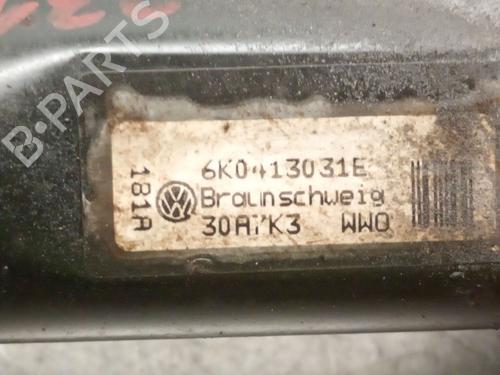 B-PARTS
6K0413031E
181A
Braunschweig
30A7K3 WWO